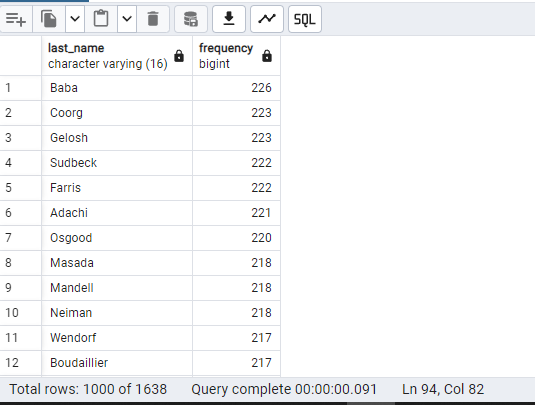 SQL
last_name frequency
character varying (16) bigint
1 Baba 226
2 Coorg 223
3 Gelosh 223
4 Sudbeck 222
5 Farris 222
6 Adachi 221
7 Osgood 220
8 Masada 218
9 Mandell 218
10 Neiman 218
11 Wendorf 217
12 Boudaillier 217
Total rows: 1000 of 1638 Query complete 00:00:00.091 Ln 94, Col 82